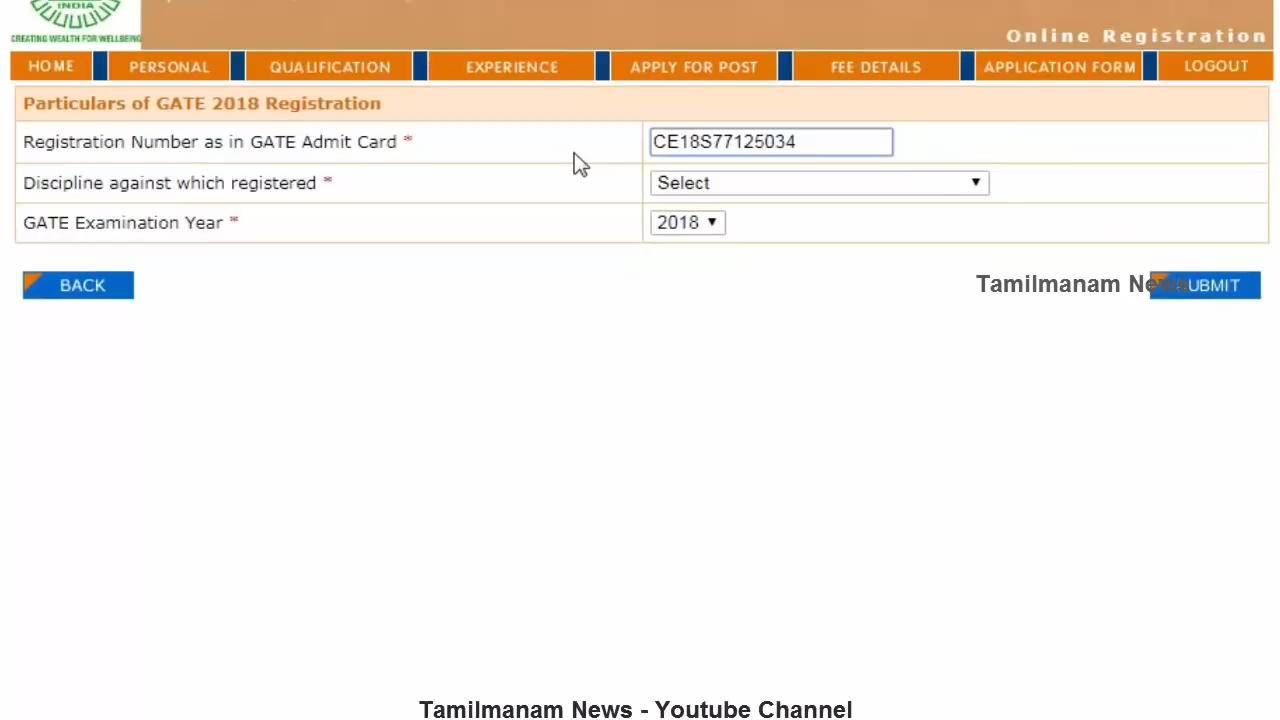 INDIA
CREATING WEALTH FOR WELLBEING
Online Registration
HOME PERSONAL QUALIFICATION EXPERIENCE APPLY FOR POST FEE DETAILS APPLICATION FORM LOGOUT
Particulars of GATE 2018 Registration
Registration Number as in GATE Admit Card * CE18S77125034
Discipline against which registered * Select
GATE Examination Year * 2018
BACK Tamilmanam News SUBMIT
Tamilmanam News - Youtube Channel